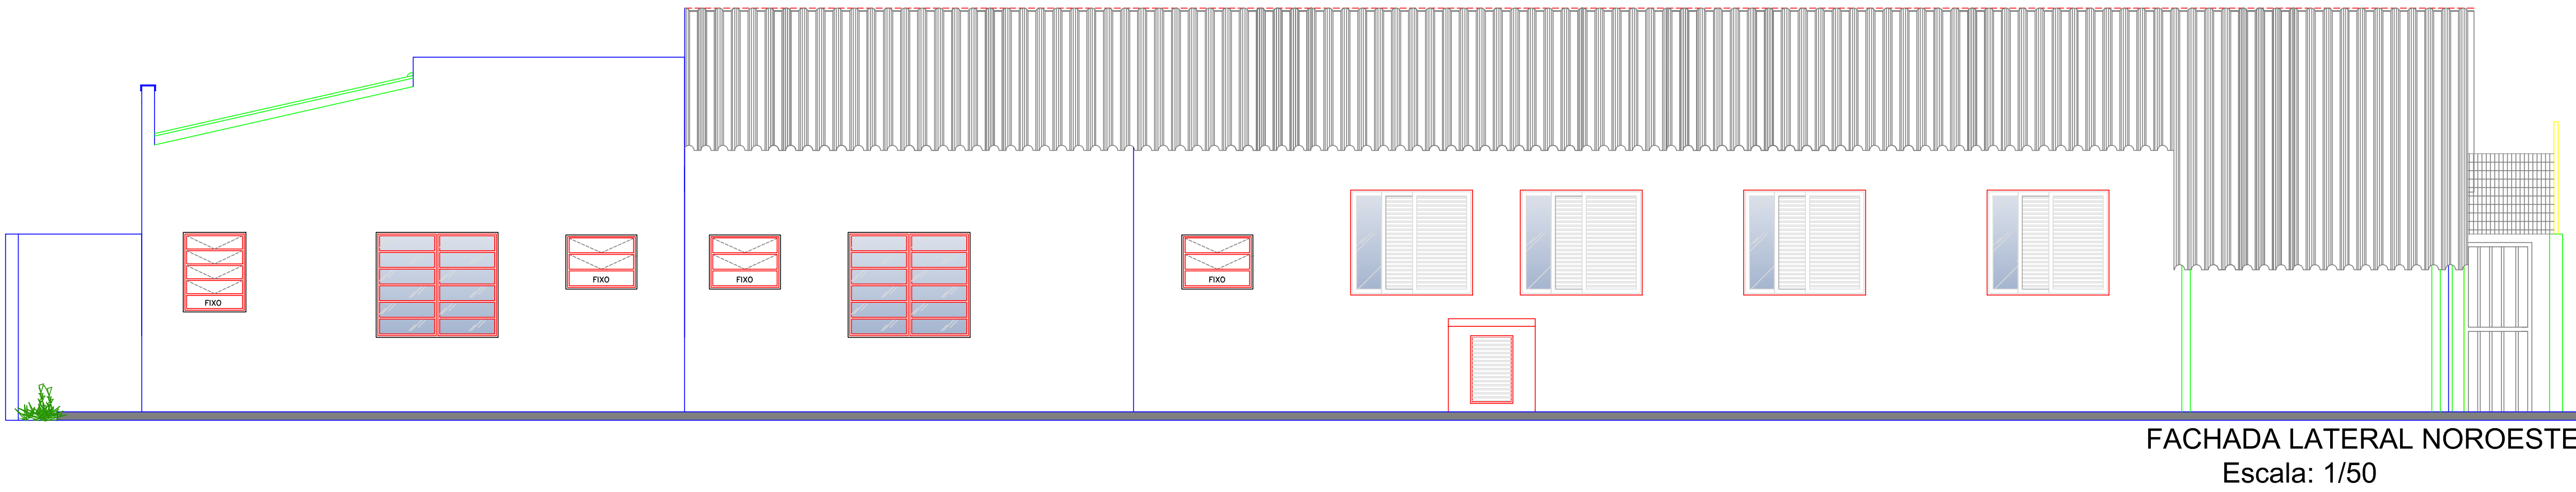 FIXO
FIXO
FIXO
FIXO
FACHADA LATERAL NOROESTE
Escala: 1/50